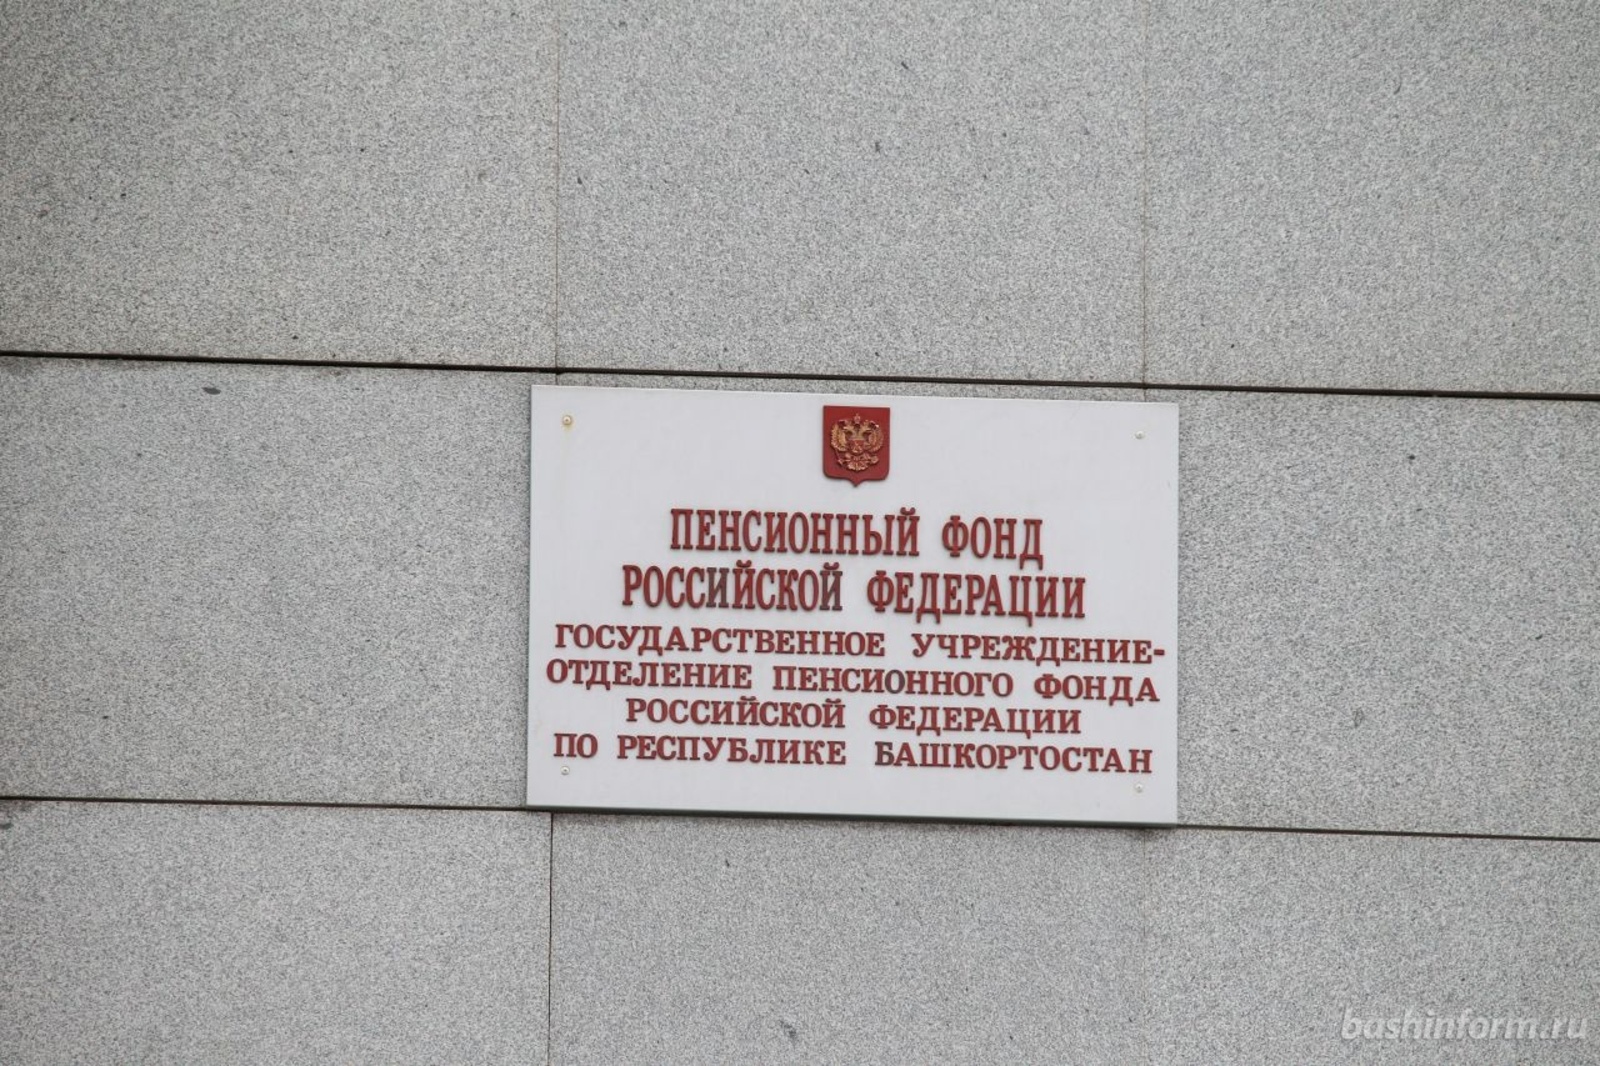 ПЕНСИОННЫЙ ФОНД
РОССИЙСКОЙ ФЕДЕРАЦИИ
ГОСУДАРСТВЕННОЕ УЧРЕЖДЕНИЕ-
ОТДЕЛЕНИЕ ПЕНСИОННОГО ФОНДА
РОССИЙСКОЙ ФЕДЕРАЦИИ
ПО РЕСПУБЛИКЕ БАШКОРТОСТАН
bashinform.ru